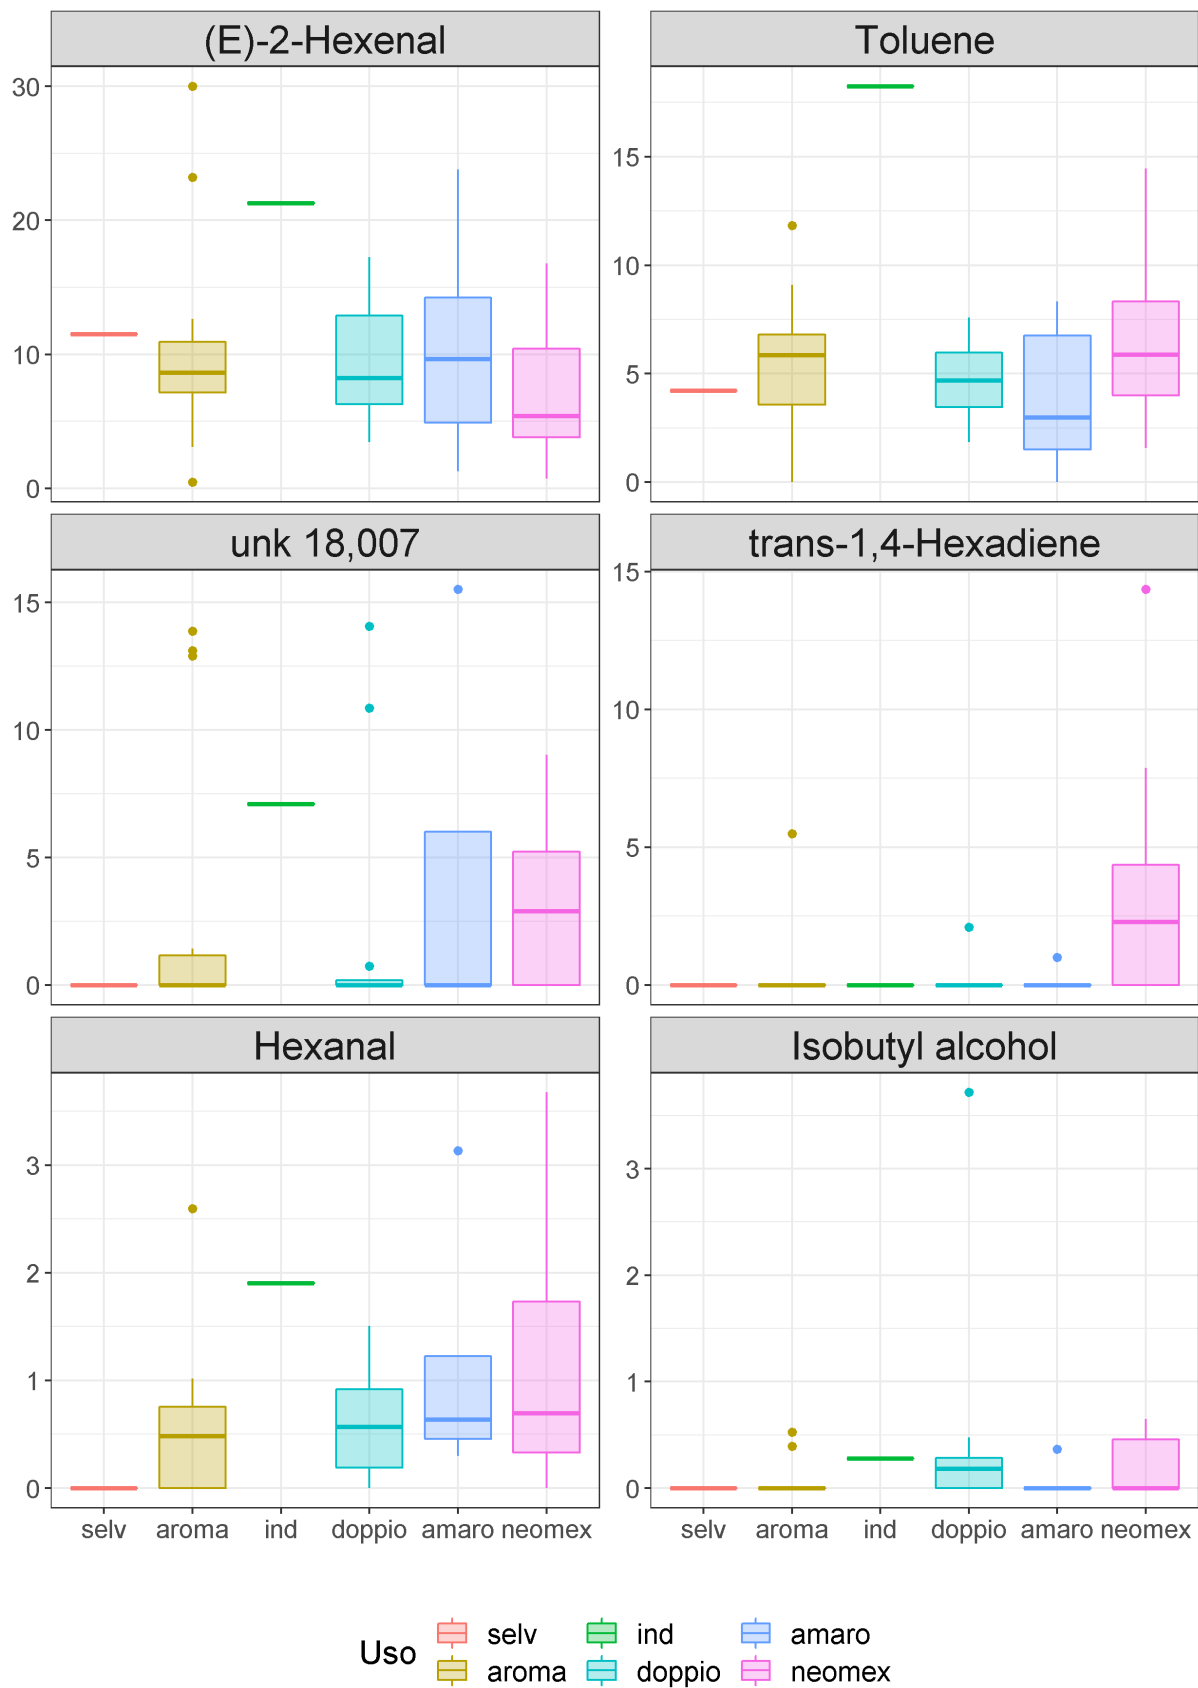 (E)-2-Hexenal
Toluene
30
20
10
0
15
10
5
0
unk 18,007
trans-1,4-Hexadiene
15
10
5
0
15
10
5
0
Hexanal
Isobutyl alcohol
3
2
1
0
3
2
1
0
selv aroma ind doppio amaro neomex
selv aroma ind doppio amaro neomex
Uso
selv ind amaro
aroma doppio neomex